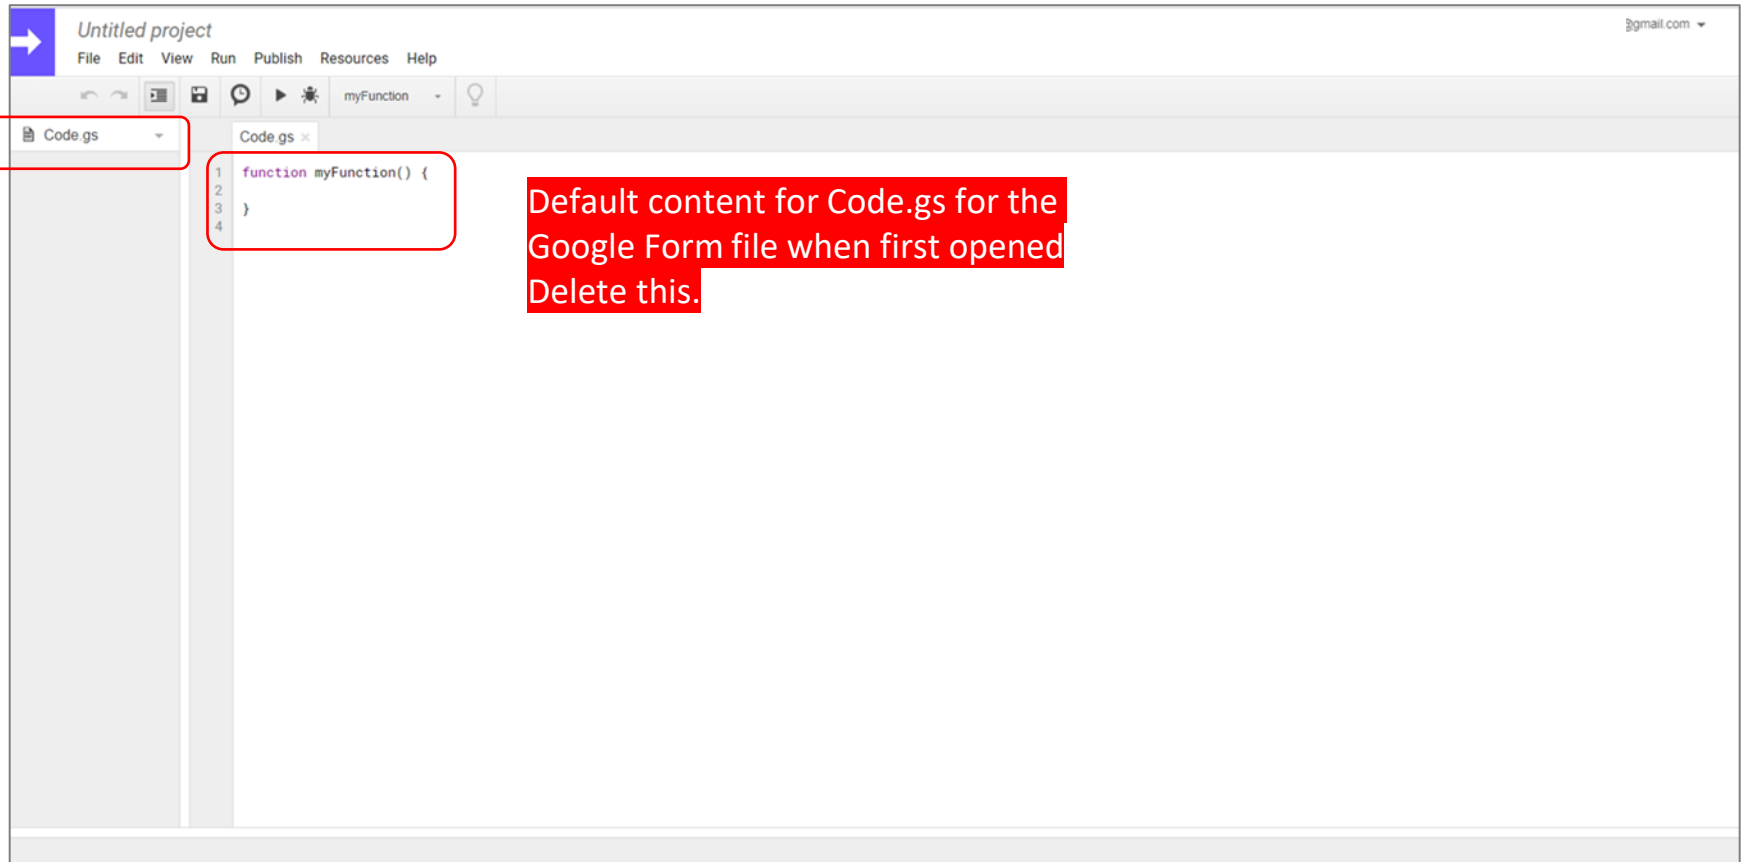 Untitled project
@gmail.com
File Edit View Run Publish Resources Help
myFunction
Code.gs
Code.gs ×
1 function myFunction() {
2
3 }
4
Default content for Code.gs for the
Google Form file when first opened
Delete this.